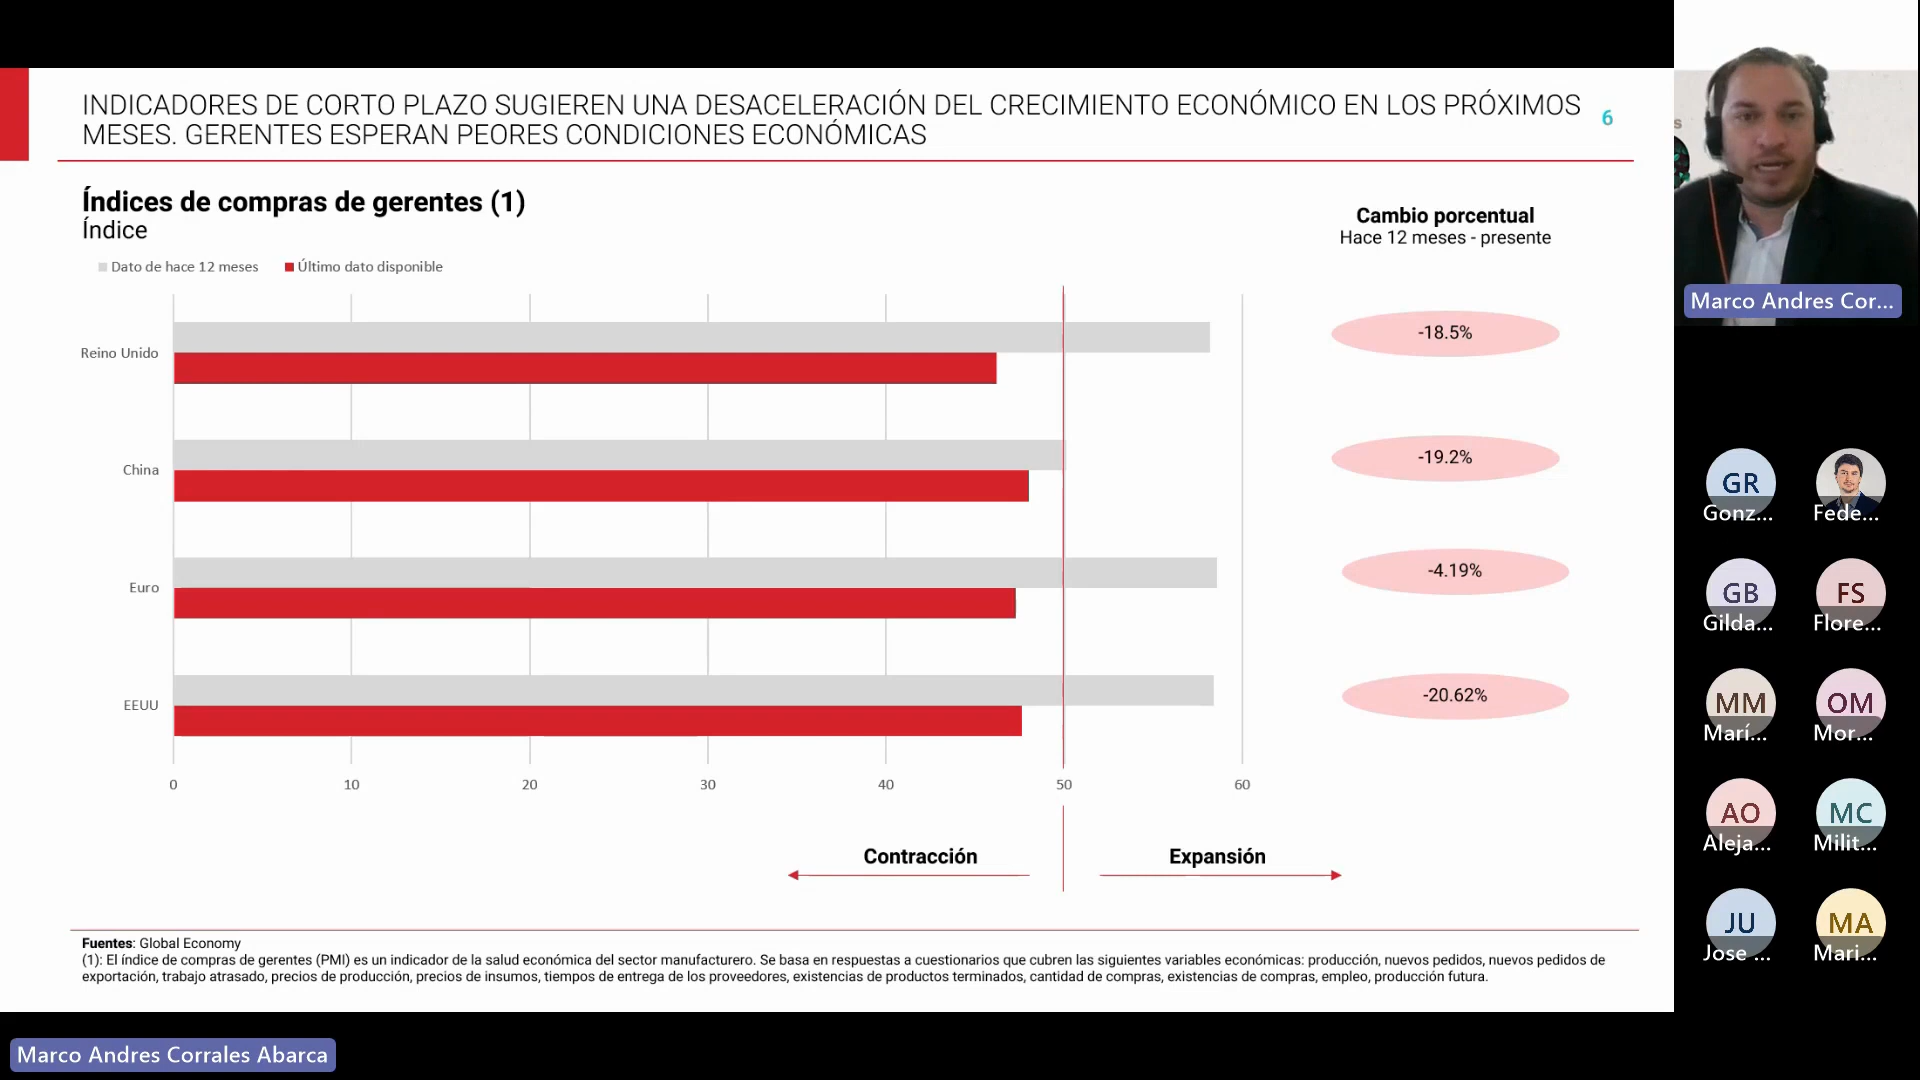 INDICADORES DE CORTO PLAZO SUGIEREN UNA DESACELERACIÓN DEL CRECIMIENTO ECONÓMICO EN LOS PRÓXIMOS
MESES. GERENTES ESPERAN PEORES CONDICIONES ECONÓMICAS
6
Índices de compras de gerentes (1)
Índice
Dato de hace 12 meses
Último dato disponible
Cambio porcentual
Hace 12 meses - presente
Reino Unido
-18.5%
China
-19.2%
Euro
-4.19%
EEUU
-20.62%
0 10 20 30 40 50 60
Contracción
Expansión
Fuentes: Global Economy
(1): El índice de compras de gerentes (PMI) es un indicador de la salud económica del sector manufacturero. Se basa en respuestas a cuestionarios que cubren las siguientes variables económicas: producción, nuevos pedidos, nuevos pedidos de
exportación, trabajo atrasado, precios de producción, precios de insumos, tiempos de entrega de los proveedores, existencias de productos terminados, cantidad de compras, existencias de compras, empleo, producción futura.
Marco Andres Cor...
GR
Gonz...
Fede...
GB
Gilda...
FS
Flore...
MM
Marí...
OM
Mor...
AO
Aleja...
MC
Milit...
JU
Jose ...
MA
Mari...
Marco Andres Corrales Abarca